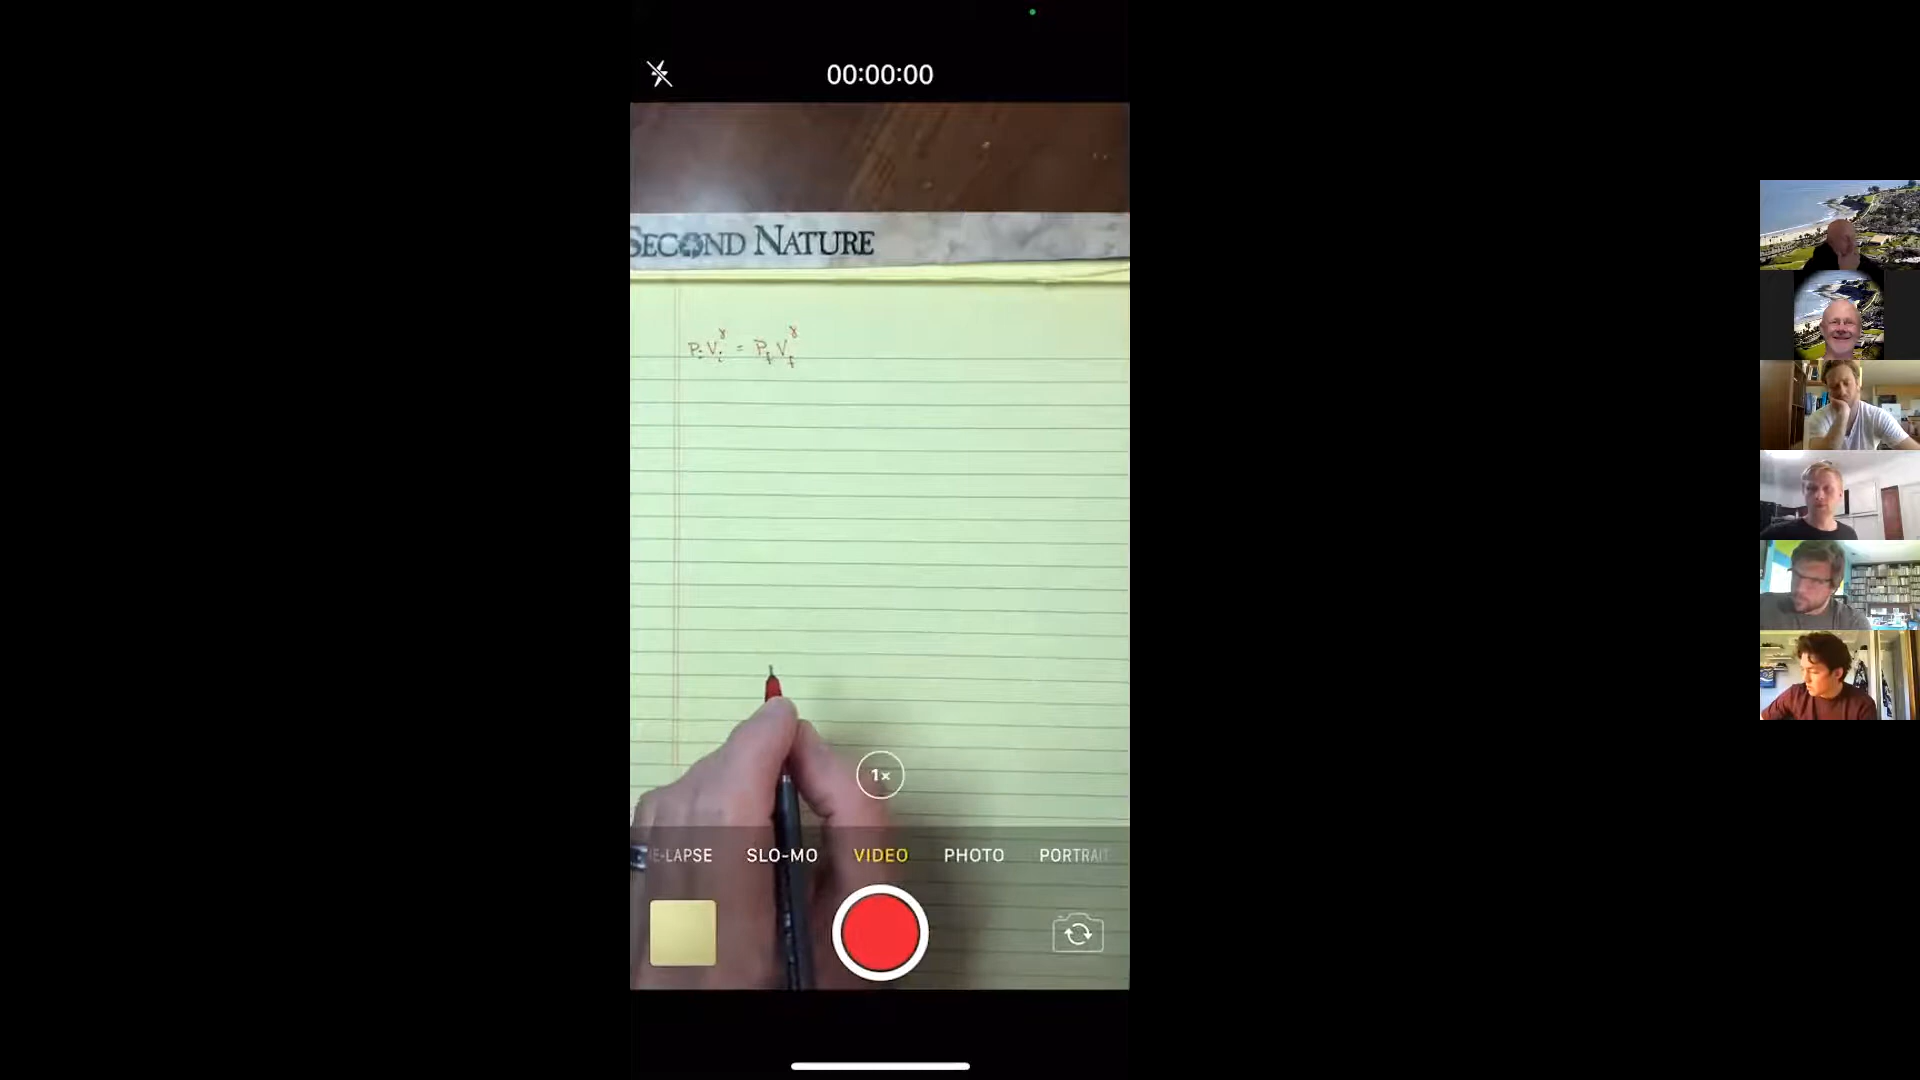 00:00:00
SECOND NATURE
PᵢVᵢ^γ = P_f V_f^γ
1×
E-LAPSE SLO-MO VIDEO PHOTO PORTRAIT